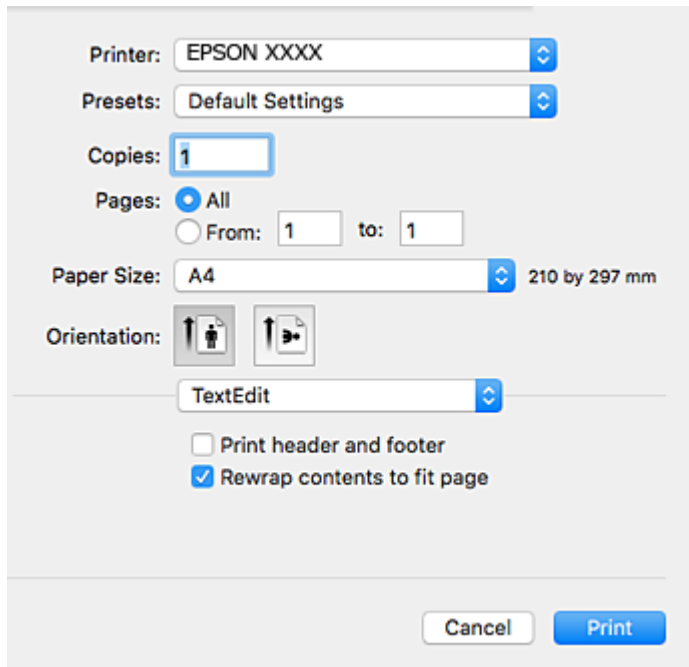 Printer: EPSON XXXX
Presets: Default Settings
Copies: 1
Pages: All
From: 1 to: 1
Paper Size: A4 210 by 297 mm
Orientation:
TextEdit
Print header and footer
Rewrap contents to fit page
Cancel Print